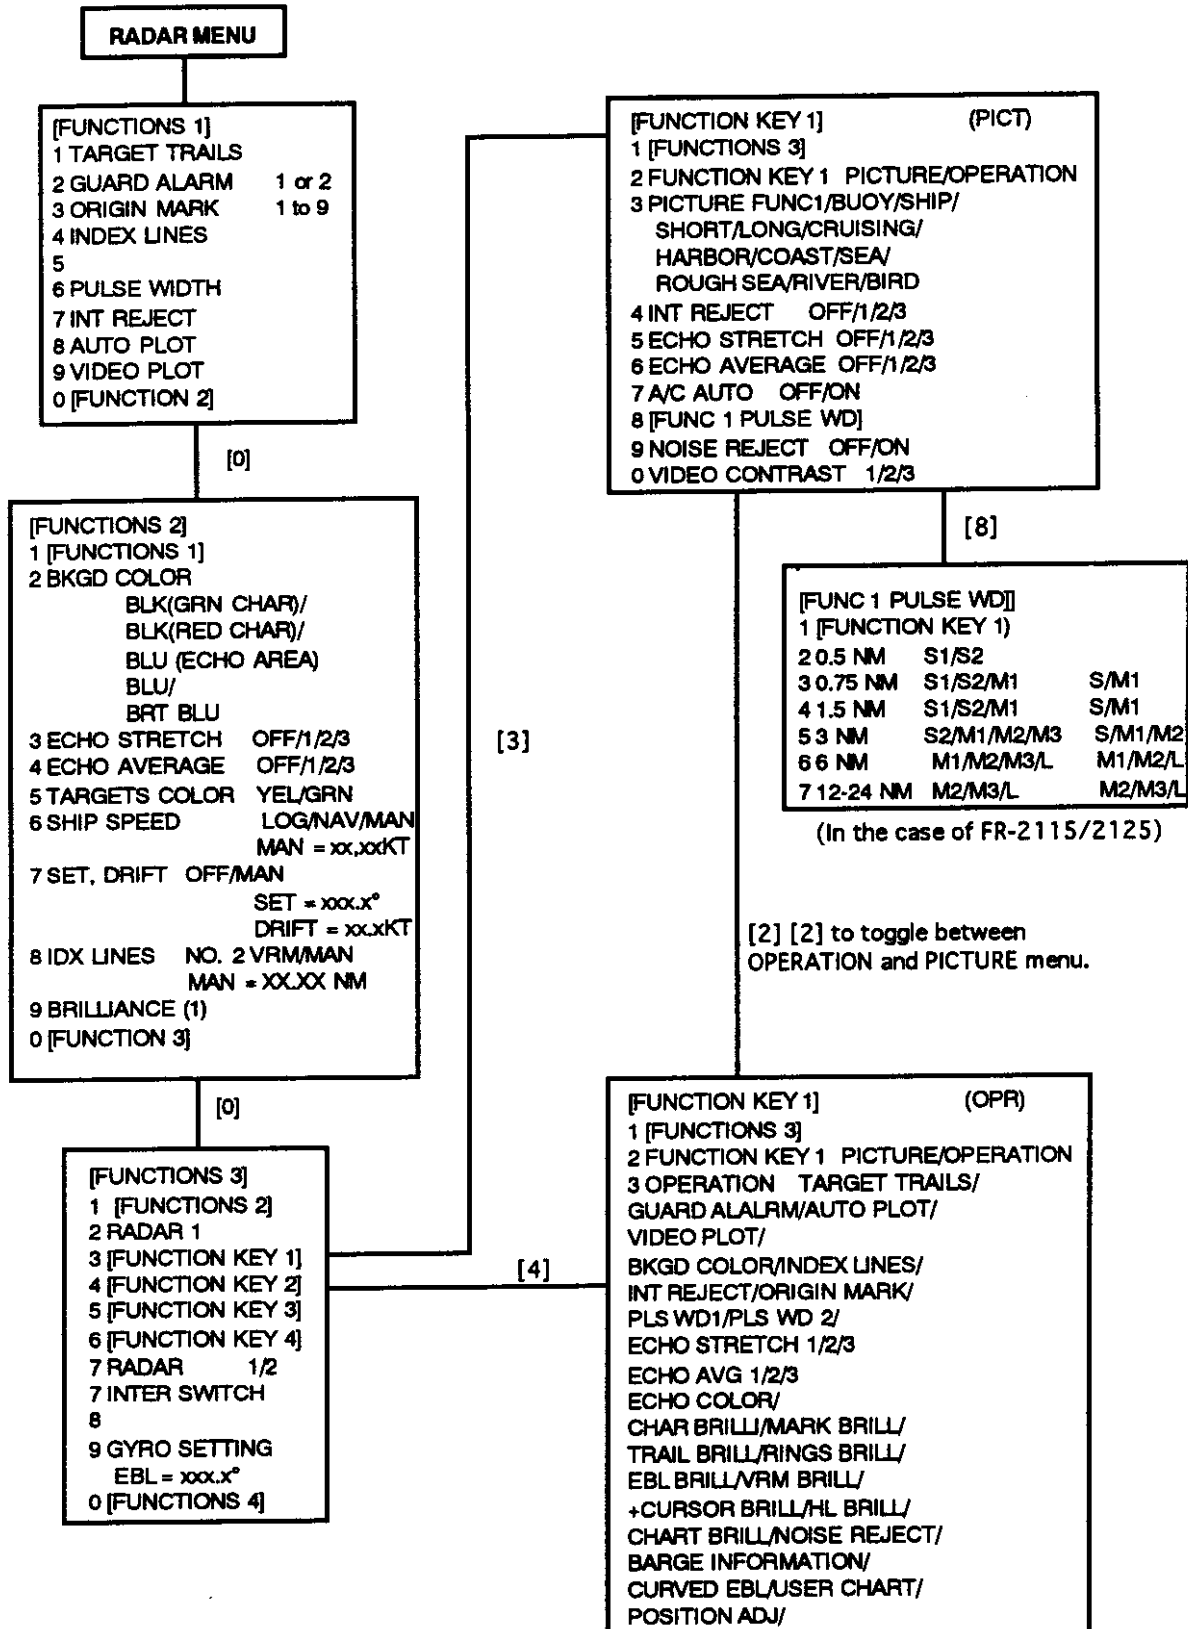 RADAR MENU
[FUNCTIONS 1]
1 TARGET TRAILS
2 GUARD ALARM 1 or 2
3 ORIGIN MARK 1 to 9
4 INDEX LINES
5
6 PULSE WIDTH
7 INT REJECT
8 AUTO PLOT
9 VIDEO PLOT
0 [FUNCTION 2]
[0]
[FUNCTIONS 2]
1 [FUNCTIONS 1]
2 BKGD COLOR
BLK(GRN CHAR)/
BLK(RED CHAR)/
BLU (ECHO AREA)
BLU/
BRT BLU
3 ECHO STRETCH OFF/1/2/3
4 ECHO AVERAGE OFF/1/2/3
5 TARGETS COLOR YEL/GRN
6 SHIP SPEED LOG/NAV/MAN
MAN = xx,xxKT
7 SET, DRIFT OFF/MAN
SET = xxx.x°
DRIFT = xx.xKT
8 IDX LINES NO. 2 VRM/MAN
MAN = XX.XX NM
9 BRILLIANCE (1)
0 [FUNCTION 3]
[0]
[FUNCTIONS 3]
1 [FUNCTIONS 2]
2 RADAR 1
3 [FUNCTION KEY 1]
4 [FUNCTION KEY 2]
5 [FUNCTION KEY 3]
6 [FUNCTION KEY 4]
7 RADAR 1/2
7 INTER SWITCH
8
9 GYRO SETTING
EBL = xxx.x°
0 [FUNCTIONS 4]
[3]
[4]
[FUNCTION KEY 1] (PICT)
1 [FUNCTIONS 3]
2 FUNCTION KEY 1 PICTURE/OPERATION
3 PICTURE FUNC1/BUOY/SHIP/
SHORT/LONG/CRUISING/
HARBOR/COAST/SEA/
ROUGH SEA/RIVER/BIRD
4 INT REJECT OFF/1/2/3
5 ECHO STRETCH OFF/1/2/3
6 ECHO AVERAGE OFF/1/2/3
7 A/C AUTO OFF/ON
8 [FUNC 1 PULSE WD]
9 NOISE REJECT OFF/ON
0 VIDEO CONTRAST 1/2/3
[8]
[FUNC 1 PULSE WD]]
1 [FUNCTION KEY 1)
2 0.5 NM S1/S2
3 0.75 NM S1/S2/M1 S/M1
4 1.5 NM S1/S2/M1 S/M1
5 3 NM S2/M1/M2/M3 S/M1/M2
6 6 NM M1/M2/M3/L M1/M2/L
7 12-24 NM M2/M3/L M2/M3/L
(In the case of FR-2115/2125)
[2] [2] to toggle between
OPERATION and PICTURE menu.
[FUNCTION KEY 1] (OPR)
1 [FUNCTIONS 3]
2 FUNCTION KEY 1 PICTURE/OPERATION
3 OPERATION TARGET TRAILS/
GUARD ALALRM/AUTO PLOT/
VIDEO PLOT/
BKGD COLOR/INDEX LINES/
INT REJECT/ORIGIN MARK/
PLS WD1/PLS WD 2/
ECHO STRETCH 1/2/3
ECHO AVG 1/2/3
ECHO COLOR/
CHAR BRILLI/MARK BRILL/
TRAIL BRILL/RINGS BRILL/
EBL BRILL/VRM BRILL/
+CURSOR BRILL/HL BRILL/
CHART BRILL/NOISE REJECT/
BARGE INFORMATION/
CURVED EBL/USER CHART/
POSITION ADJ/